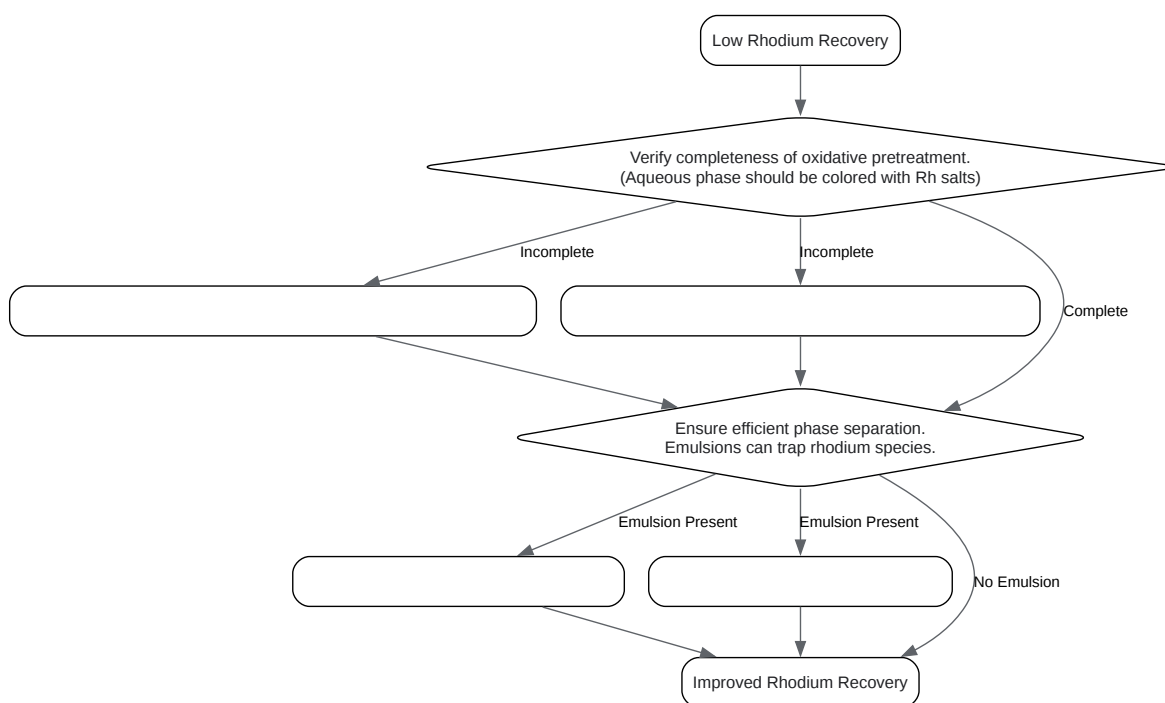 Low Rhodium Recovery
Verify completeness of oxidative pretreatment.
(Aqueous phase should be colored with Rh salts)
Incomplete
Incomplete
Complete
Ensure efficient phase separation.
Emulsions can trap rhodium species.
Emulsion Present
Emulsion Present
No Emulsion
Improved Rhodium Recovery